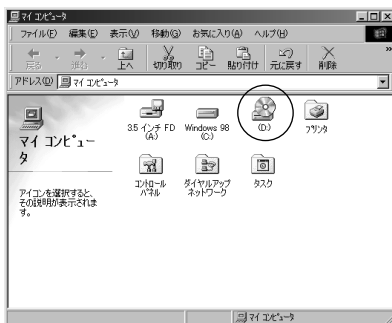 マイ コンピュータ
ファイル(F) 編集(E) 表示(V) 移動(G) お気に入り(A) ヘルプ(H)
戻る 進む 上へ 切り取り コピー 貼り付け 元に戻す 削除 »
アドレス(D) マイ コンピュータ
マイ コンピュー
タ
アイコンを選択すると、
その説明が表示されま
す。
3.5 インチ FD
(A:)
Windows 98
(C:)
(D:)
プリンタ
コントロール
パネル
ダイヤルアップ
ネットワーク
タスク
マイ コンピュータ